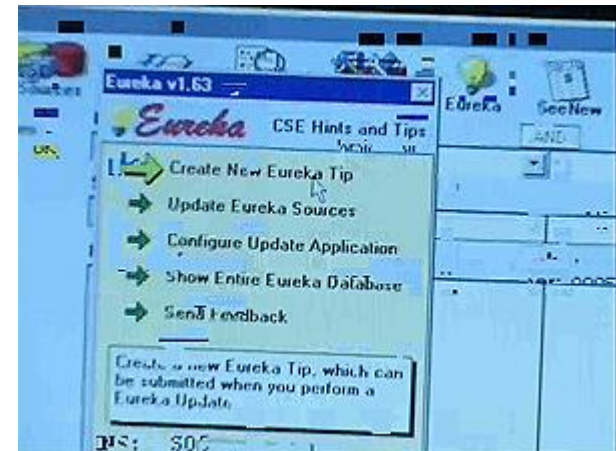 Eureka v1.63
Eureka
SeeNew
Sources
AND
Eureka CSE Hints and Tips
Create New Eureka Tip
Update Eureka Sources
Configure Update Application
Show Entire Eureka Database
Send Feedback
Create a new Eureka Tip, which can
be submitted when you perform a
Eureka Update